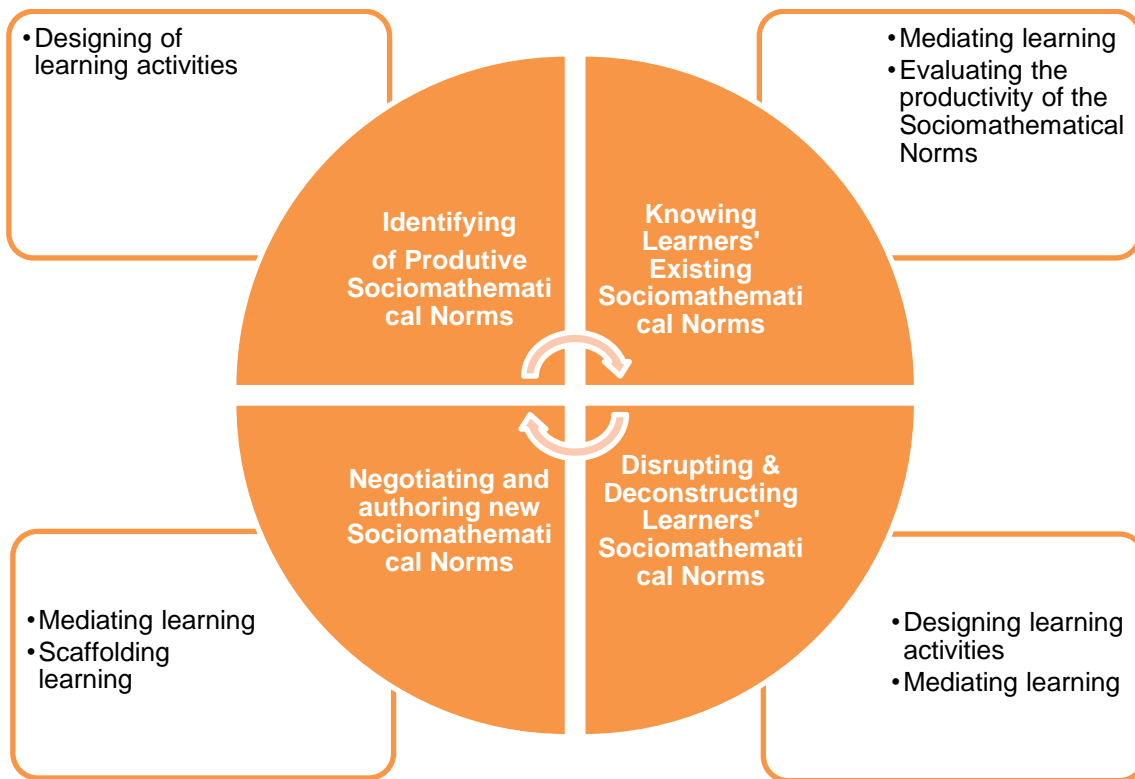 •Designing of
learning activities
•Mediating learning
•Evaluating the
productivity of the
Sociomathematical
Norms
Identifying
of Produtive
Sociomathemati
cal Norms
Knowing
Learners'
Existing
Sociomathemati
cal Norms
Negotiating and
authoring new
Sociomathemati
cal Norms
Disrupting &
Deconstructing
Learners'
Sociomathemati
cal Norms
•Mediating learning
•Scaffolding
learning
•Designing learning
activities
•Mediating learning